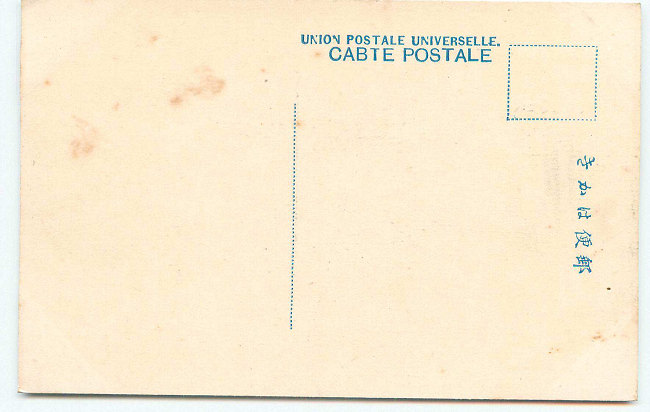 UNION POSTALE UNIVERSELLE.
CABTE POSTALE
郵便はかき